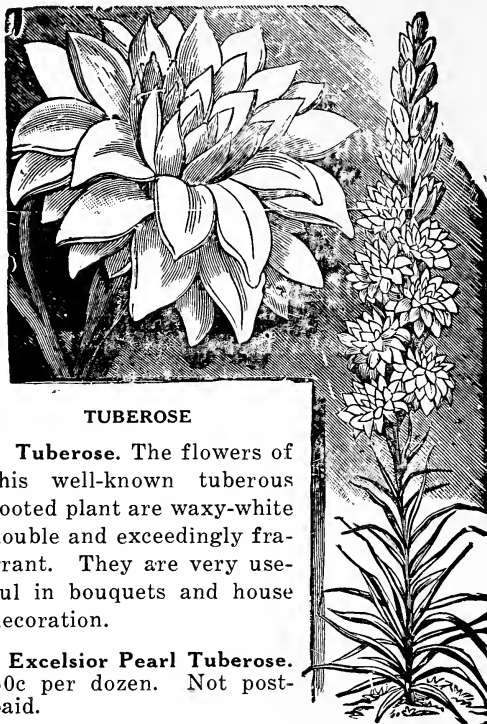 TUBEROSE
Tuberose. The flowers of
his well-known tuberous
ooted plant are waxy-white
ouble and exceedingly fra-
rant. They are very use-
ul in bouquets and house
ecoration.
Excelsior Pearl Tuberose.
0c per dozen. Not post-
aid.